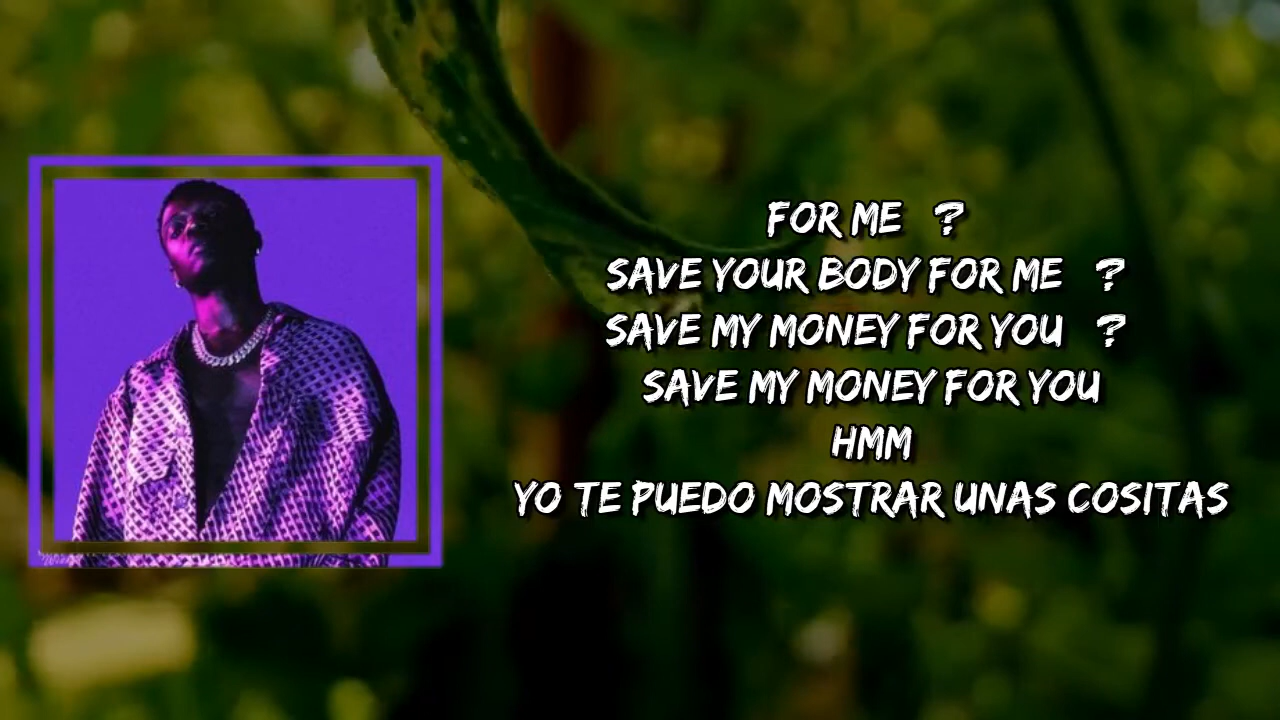 FOR ME ?
SAVE YOUR BODY FOR ME ?
SAVE MY MONEY FOR YOU ?
SAVE MY MONEY FOR YOU
HMM
YO TE PUEDO MOSTRAR UNAS COSITAS